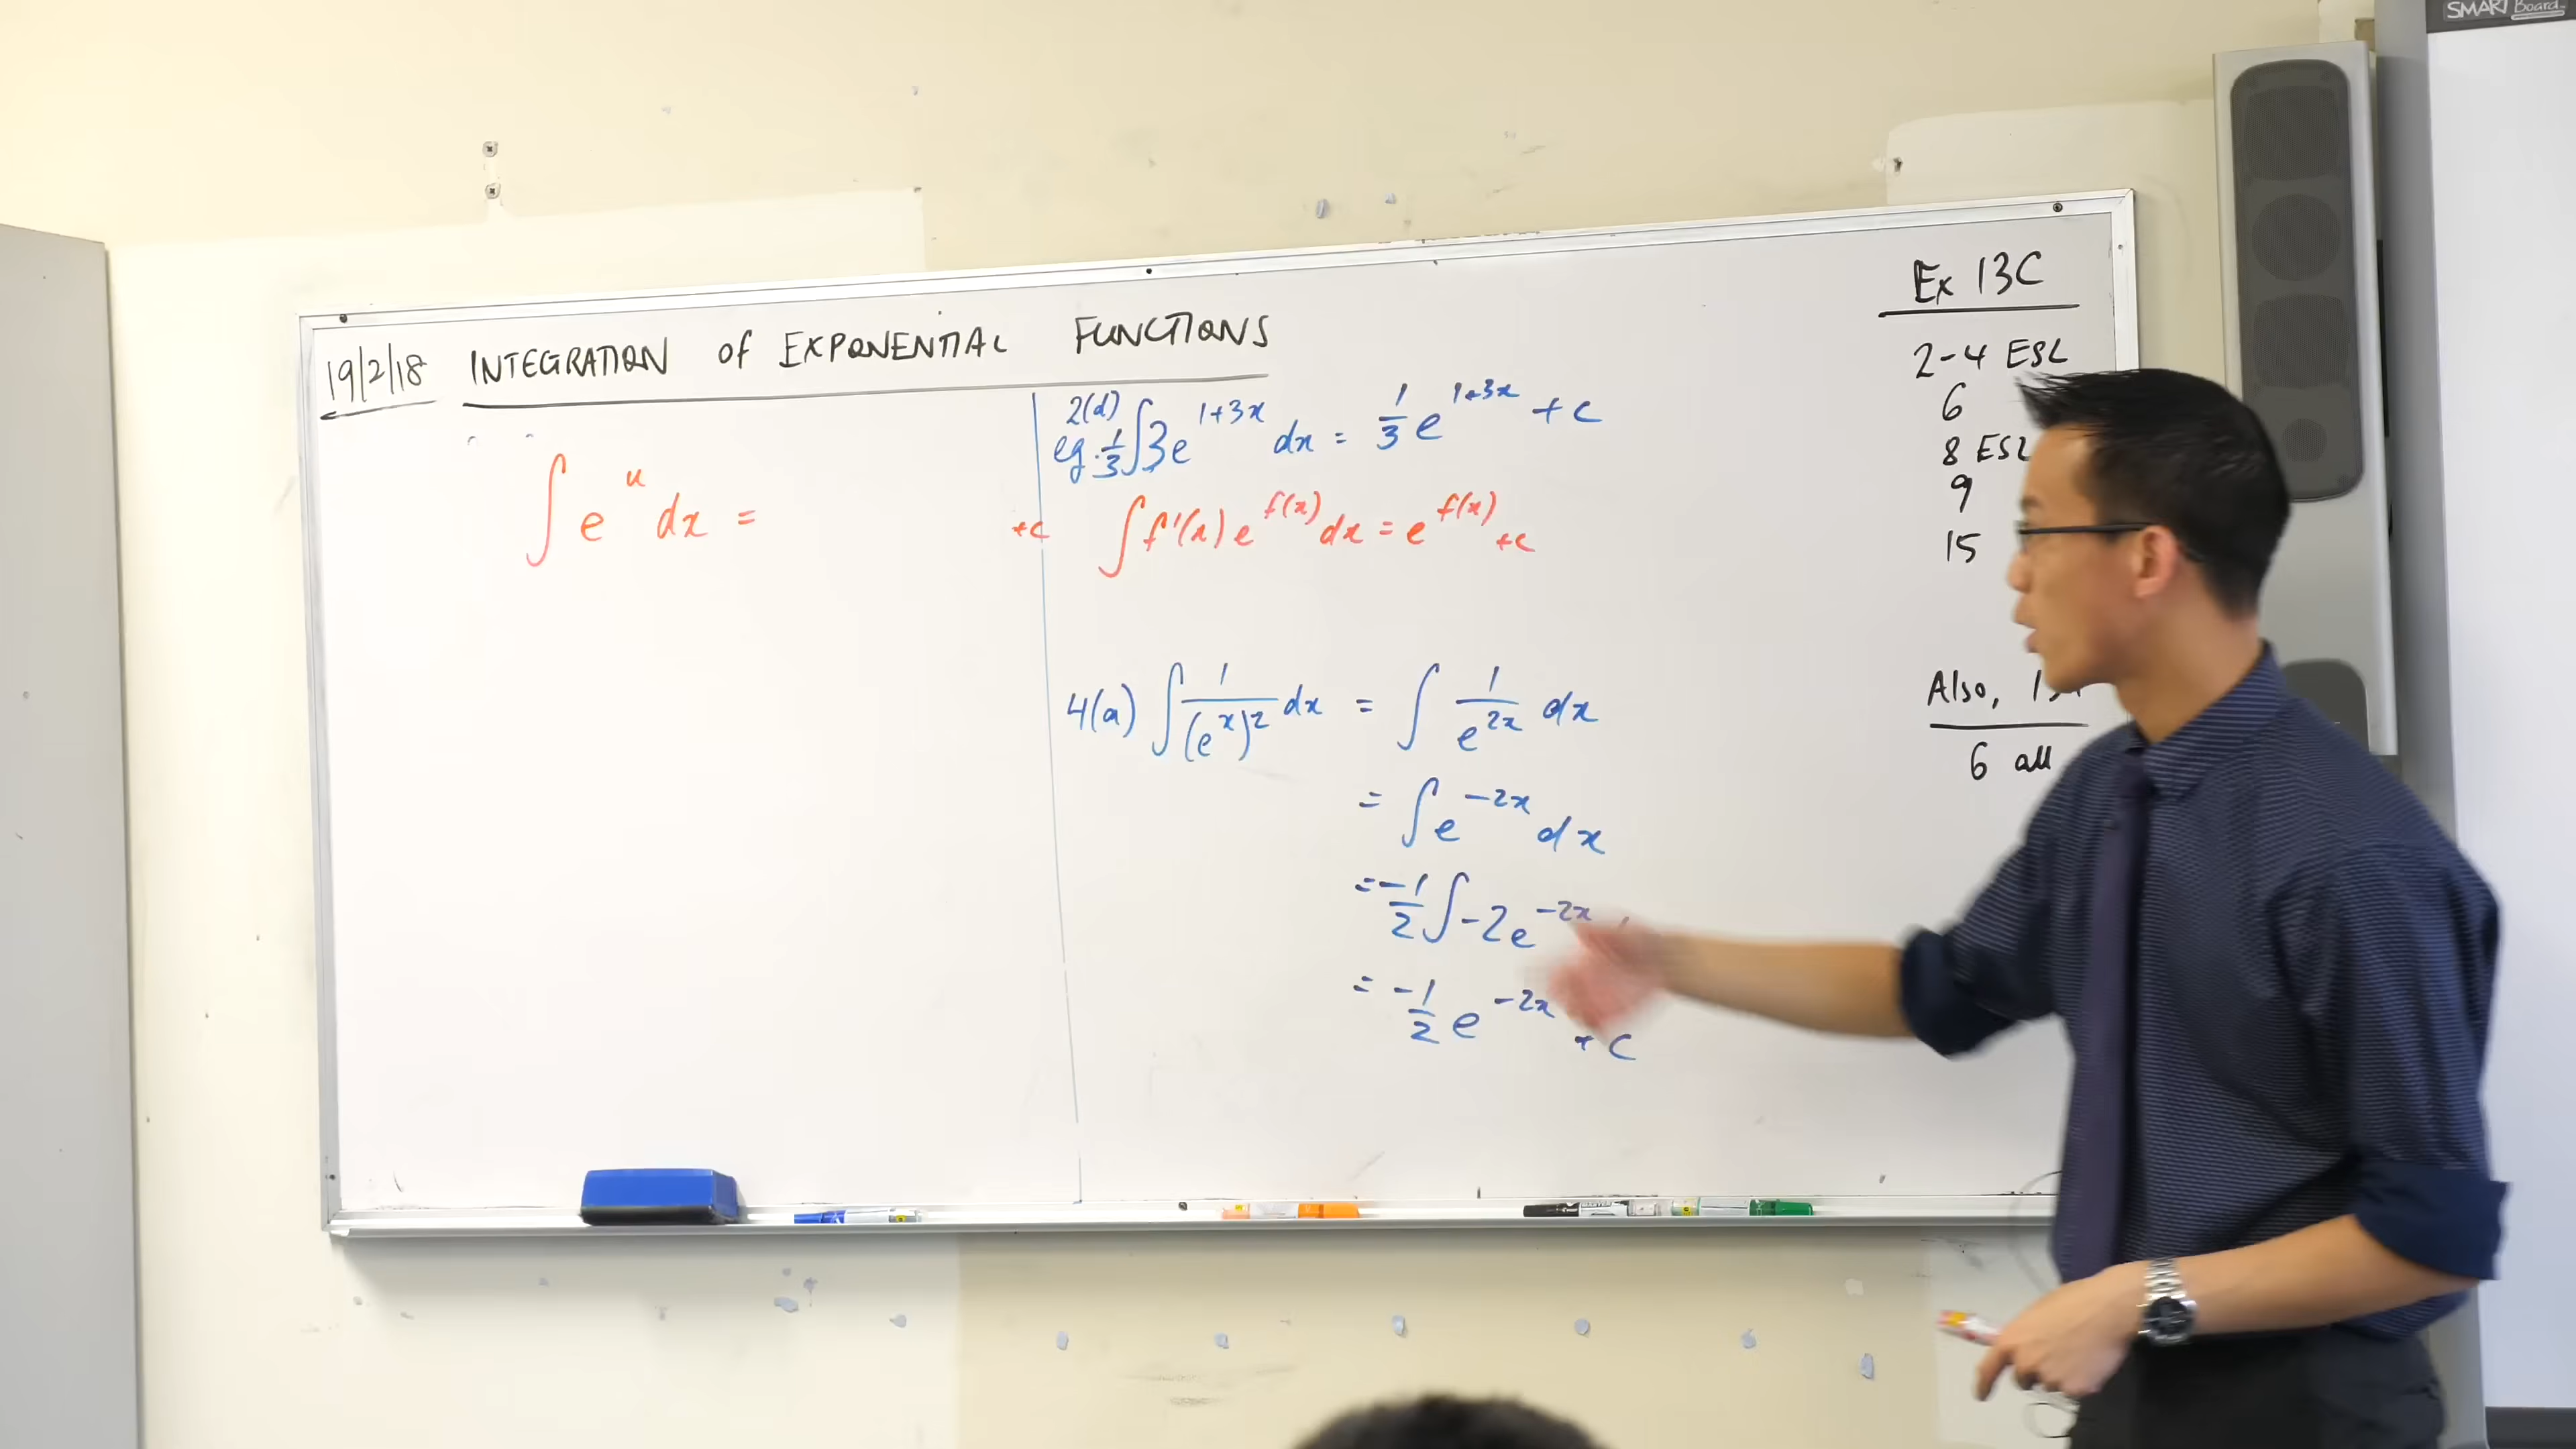 SMART Board
19/2/18 INTEGRATION of EXPONENTIAL FUNCTIONS
∫ e^u dx = +c
2(d)
eg. 1/3 ∫ 3e^(1+3x) dx = 1/3 e^(1+3x) + c
∫ f'(x) e^(f(x)) dx = e^(f(x)) +c
4(a) ∫ 1/(e^x)^2 dx = ∫ 1/e^(2x) dx
= ∫ e^(-2x) dx
= -1/2 ∫ -2e^(-2x)
= -1/2 e^(-2x) + c
Ex 13C
2-4 ESL
6
8 ESL
9
15
Also,
6 all